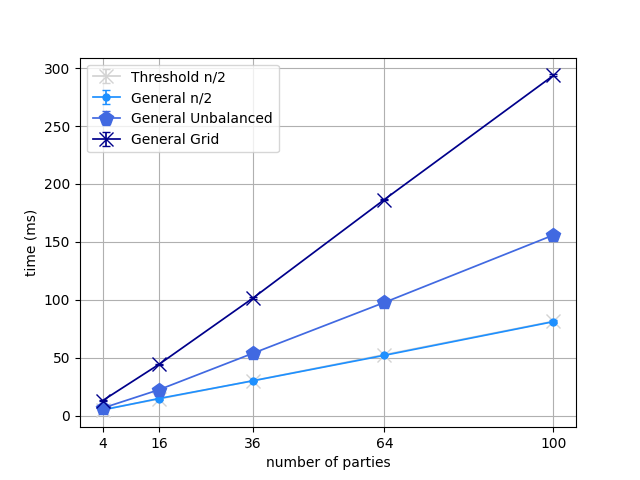 300
250
200
150
100
50
0
time (ms)
Threshold n/2
General n/2
General Unbalanced
General Grid
4 16 36 64 100
number of parties